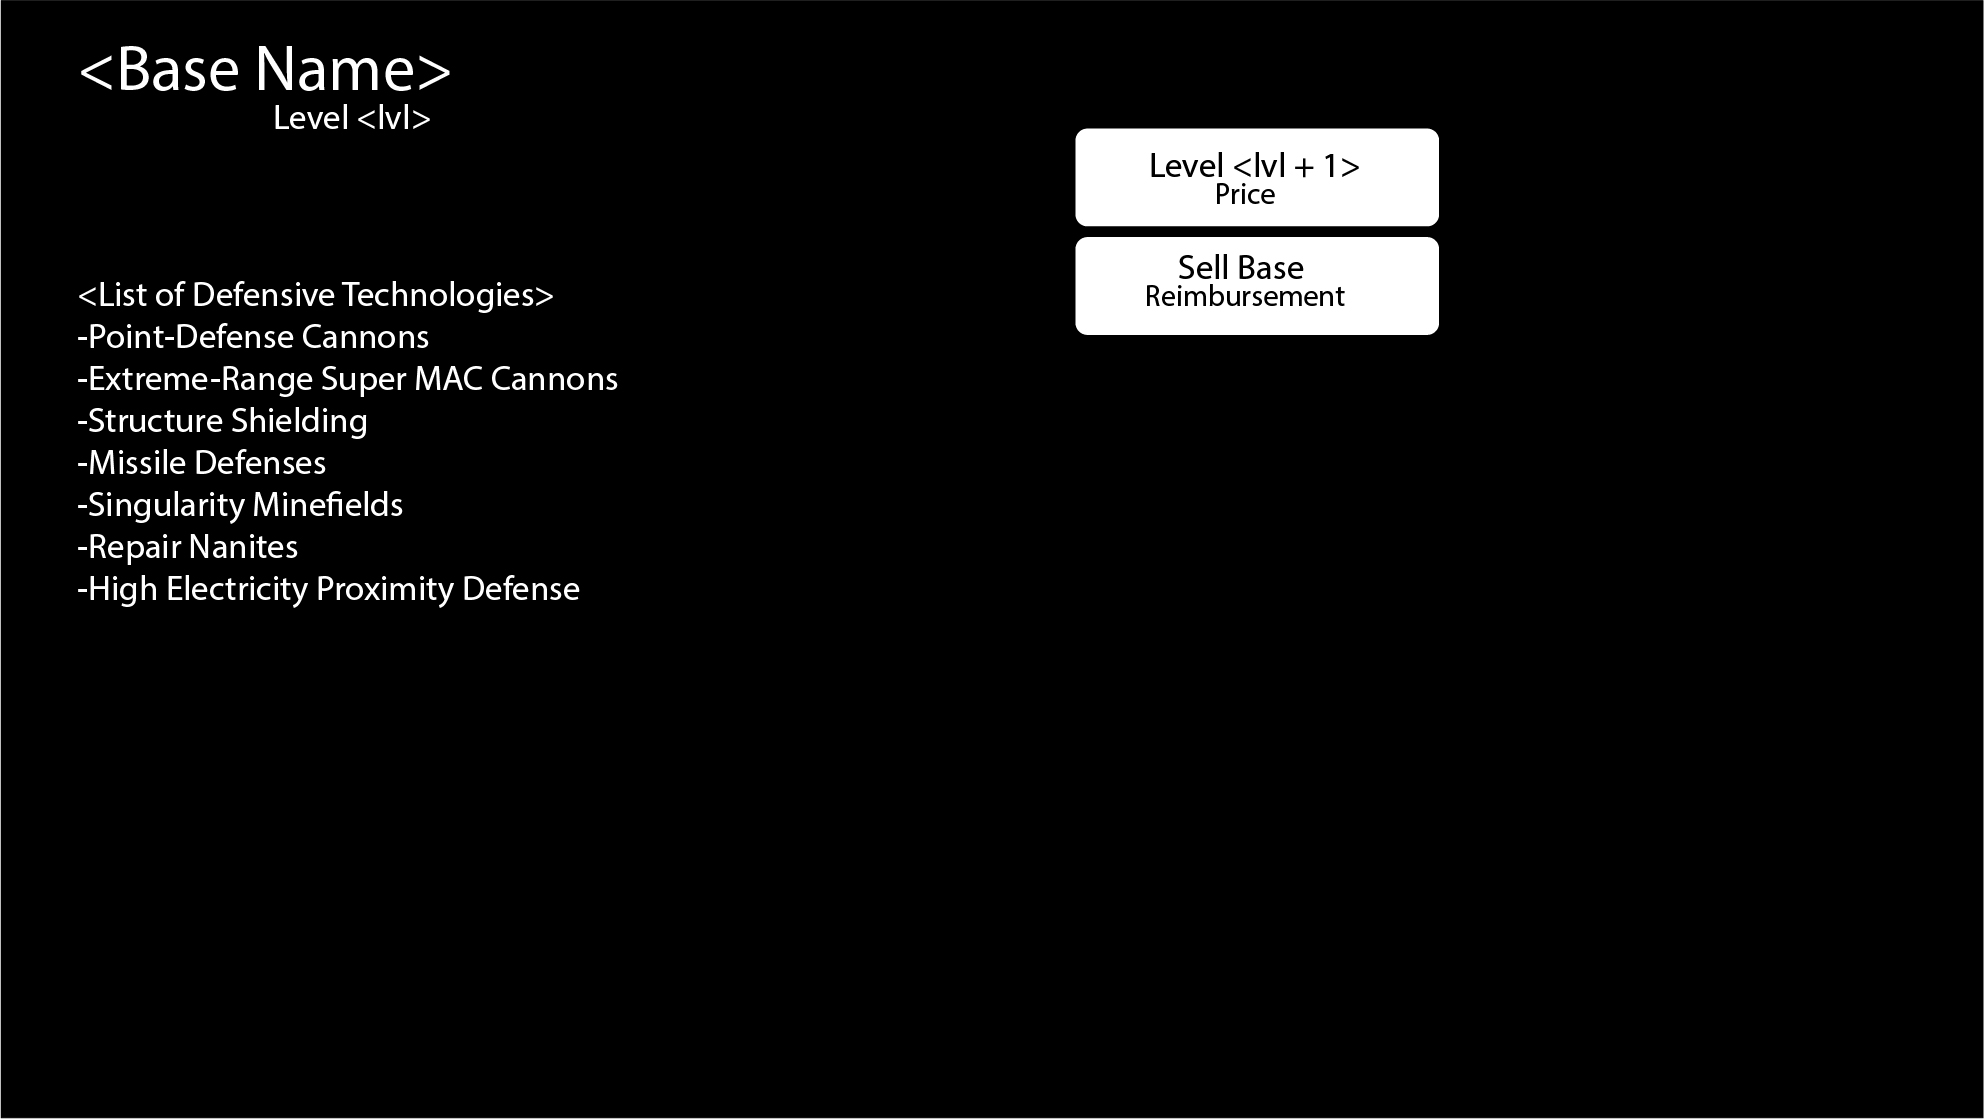 <Base Name>
Level <lvl>
Level <lvl + 1>
Price
Sell Base
Reimbursement
<List of Defensive Technologies>
-Point-Defense Cannons
-Extreme-Range Super MAC Cannons
-Structure Shielding
-Missile Defenses
-Singularity Minefields
-Repair Nanites
-High Electricity Proximity Defense